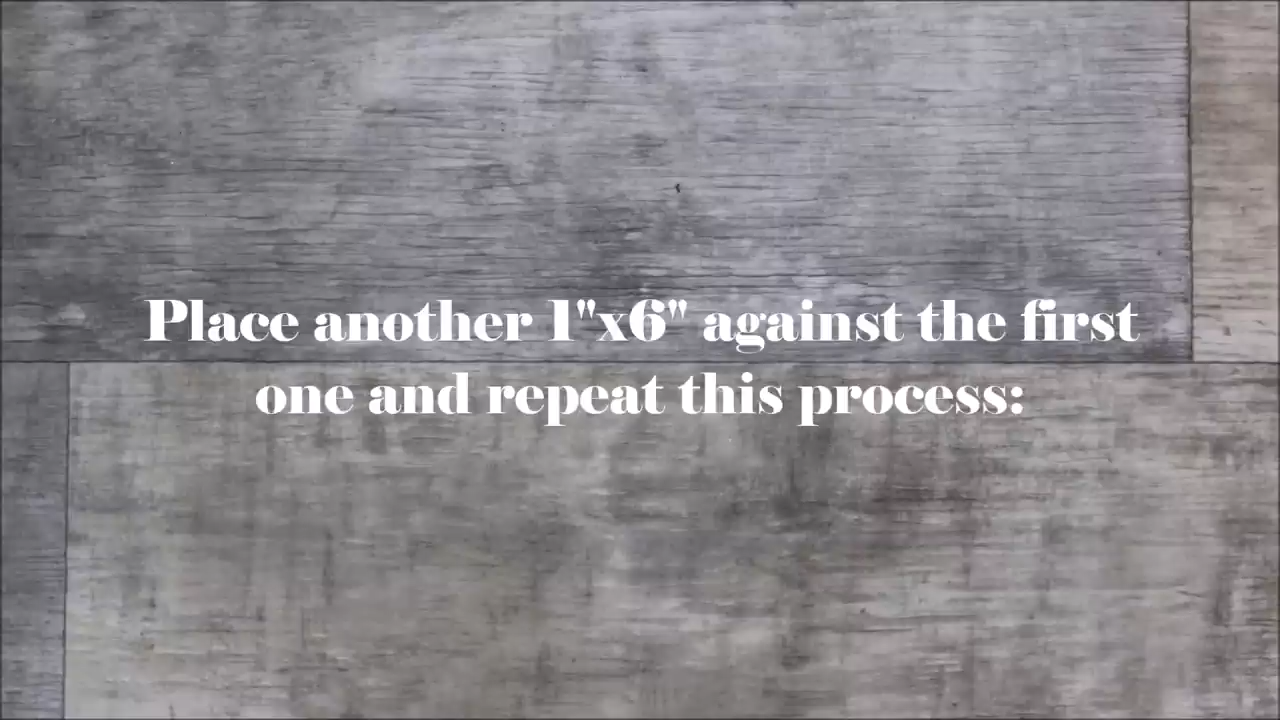 Place another 1"x6" against the first
one and repeat this process: